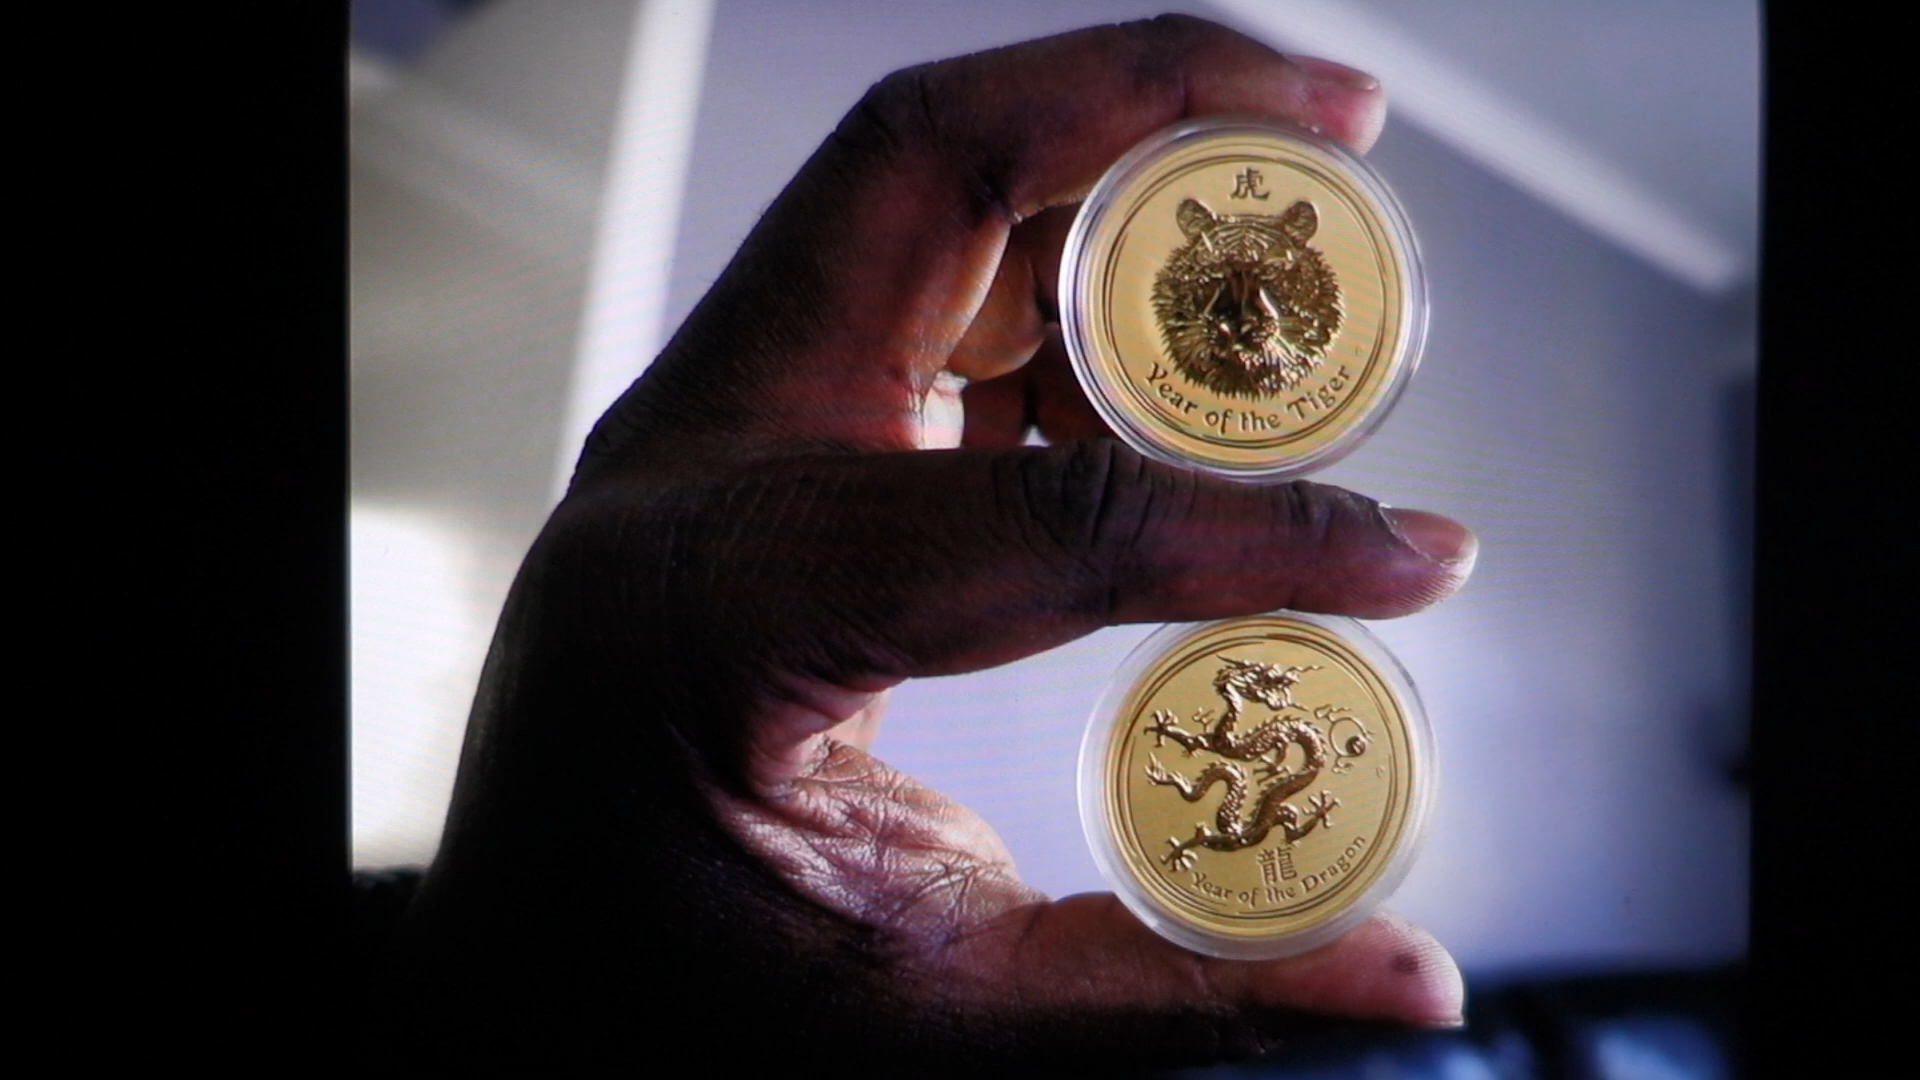 虎
Year of the Tiger
龍
Year of the Dragon